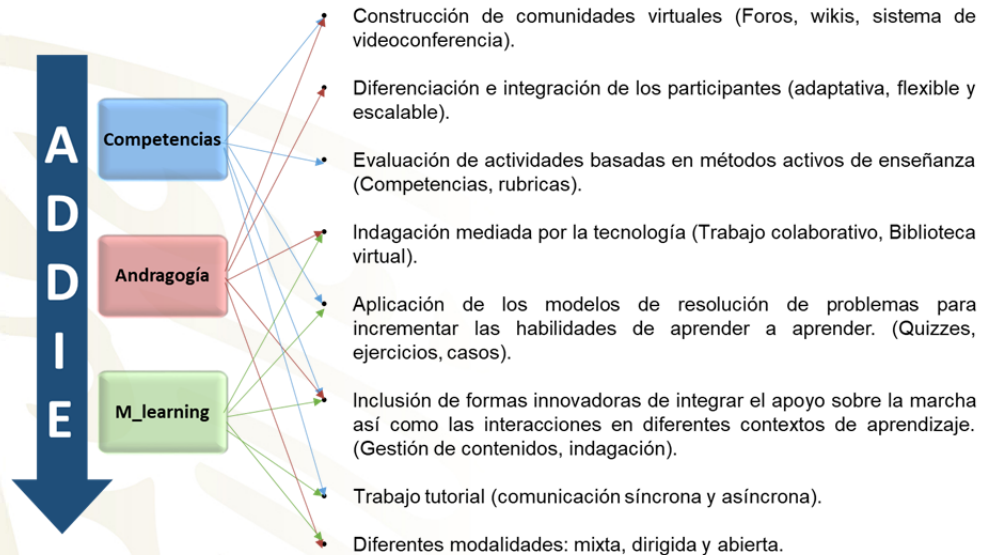 ADDIE
Competencias
Andragogía
M_learning
Construcción de comunidades virtuales (Foros, wikis, sistema de
videoconferencia).
Diferenciación e integración de los participantes (adaptativa, flexible y
escalable).
Evaluación de actividades basadas en métodos activos de enseñanza
(Competencias, rubricas).
Indagación mediada por la tecnología (Trabajo colaborativo, Biblioteca
virtual).
Aplicación de los modelos de resolución de problemas para
incrementar las habilidades de aprender a aprender. (Quizzes,
ejercicios, casos).
Inclusión de formas innovadoras de integrar el apoyo sobre la marcha
así como las interacciones en diferentes contextos de aprendizaje.
(Gestión de contenidos, indagación).
Trabajo tutorial (comunicación síncrona y asíncrona).
Diferentes modalidades: mixta, dirigida y abierta.